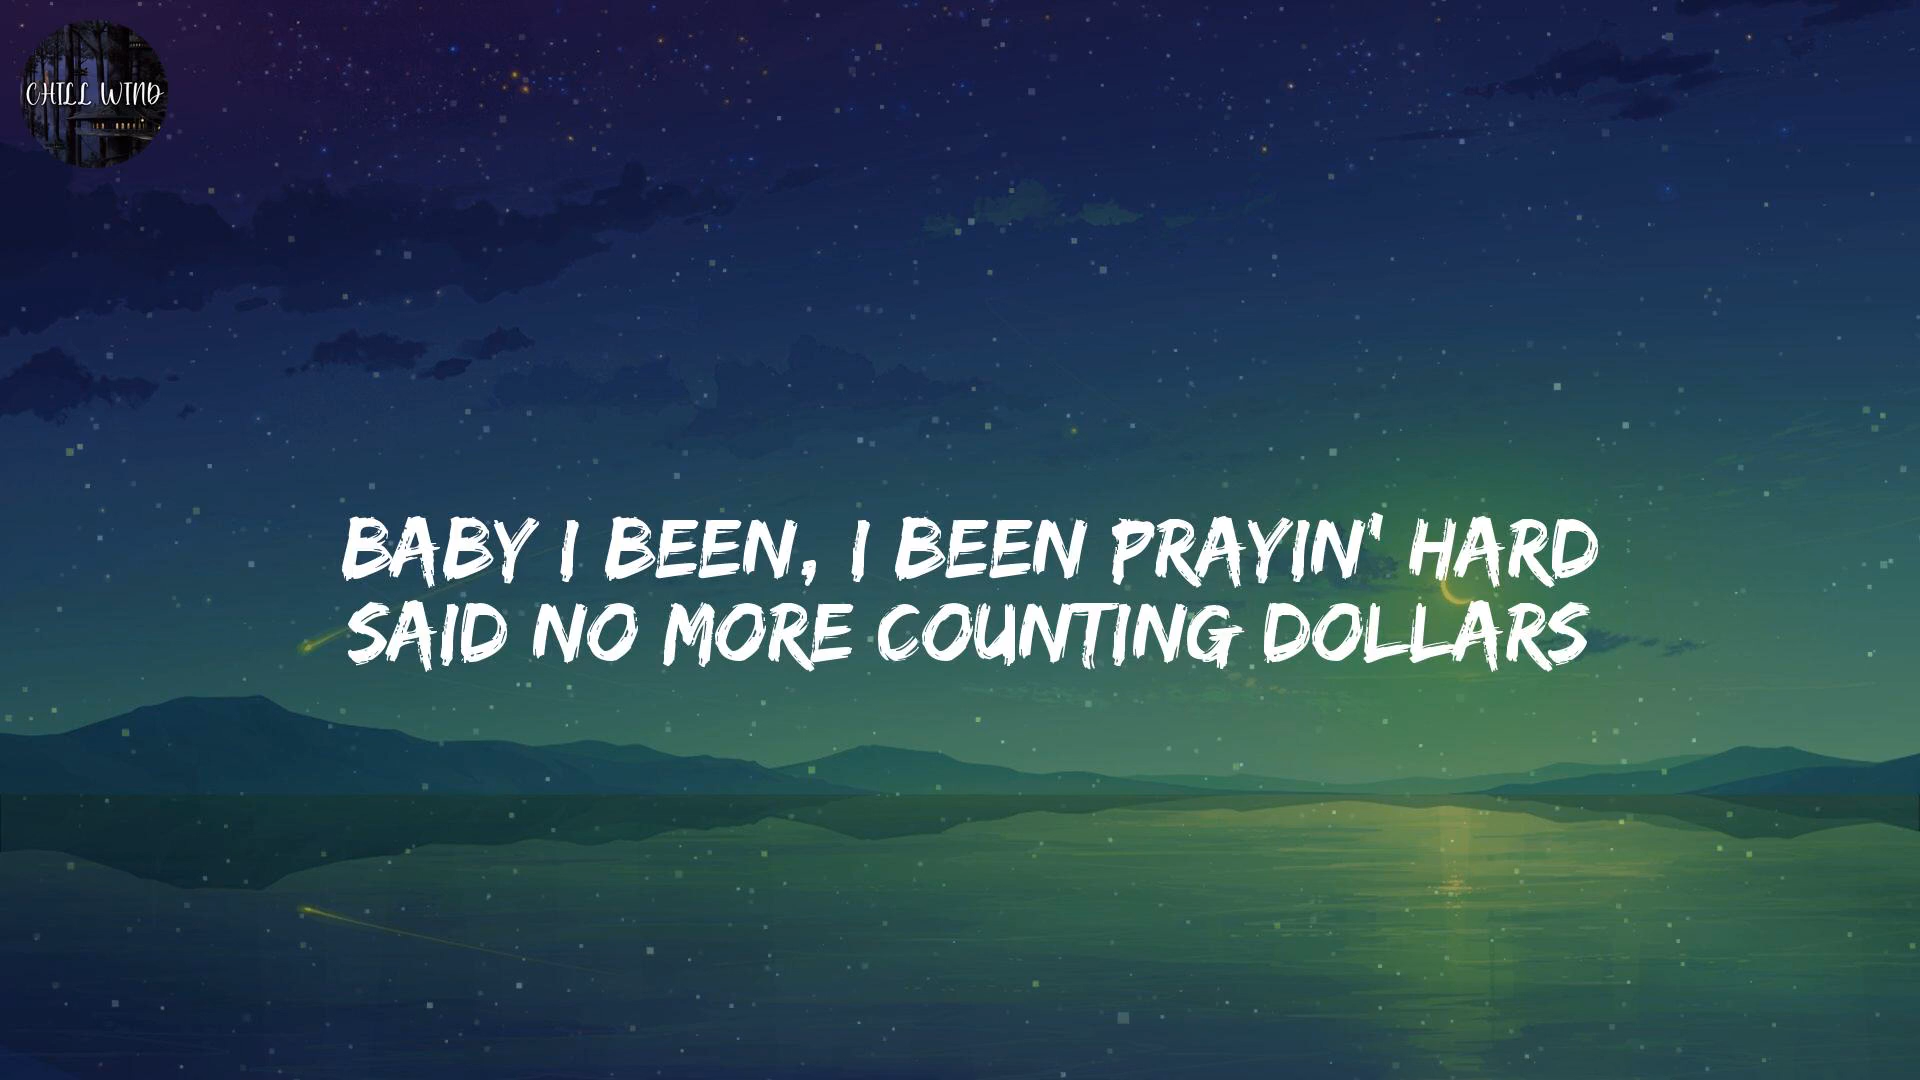 CHILL WIND
BABY I BEEN, I BEEN PRAYIN' HARD
SAID NO MORE COUNTING DOLLARS